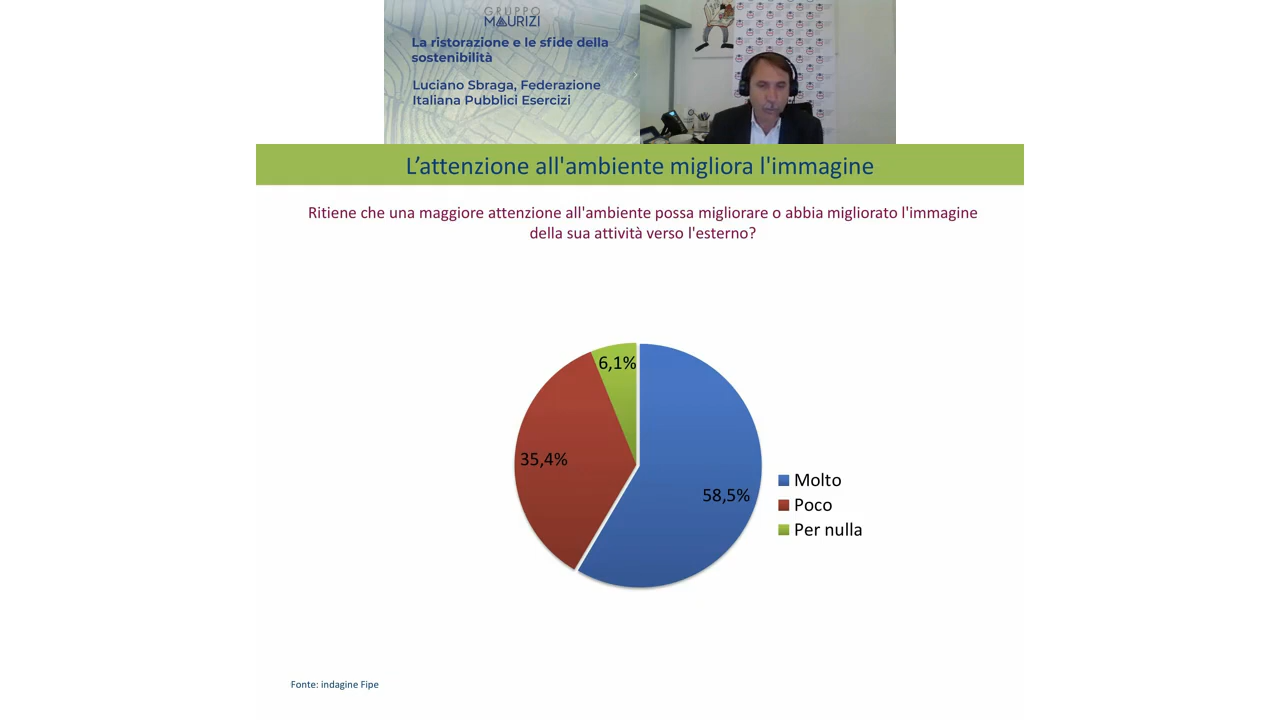 GRUPPO
MAURIZI
La ristorazione e le sfide della
sostenibilità
Luciano Sbraga, Federazione
Italiana Pubblici Esercizi
L’attenzione all'ambiente migliora l'immagine
Ritiene che una maggiore attenzione all'ambiente possa migliorare o abbia migliorato l'immagine
della sua attività verso l'esterno?
6,1%
35,4%
58,5%
Molto
Poco
Per nulla
Fonte: indagine Fipe